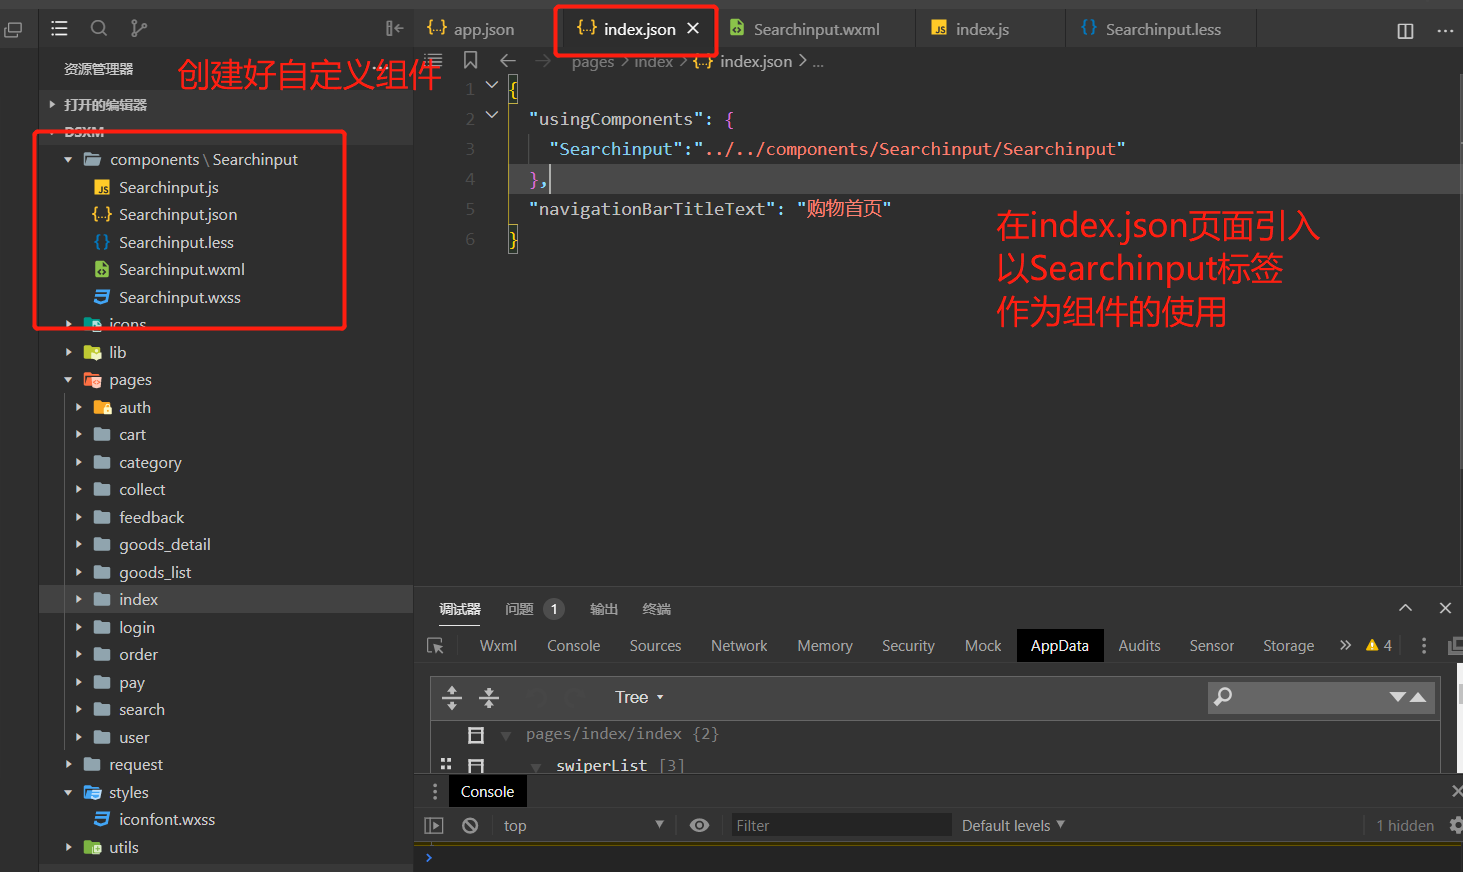 app.json
index.json
Searchinput.wxml
index.js
Searchinput.less
资源管理器
创建好自定义组件
pages > index > {..} index.json > ...
打开的编辑器
DSXM
components \ Searchinput
Searchinput.js
Searchinput.json
Searchinput.less
Searchinput.wxml
Searchinput.wxss
icons
lib
pages
auth
cart
category
collect
feedback
goods_detail
goods_list
index
login
order
pay
search
user
request
styles
iconfont.wxss
utils
1 {
2 "usingComponents": {
3 "Searchinput":"../../components/Searchinput/Searchinput"
4 },
5 "navigationBarTitleText": "购物首页"
6 }
在index.json页面引入
以Searchinput标签
作为组件的使用
调试器 问题 1 输出 终端
Wxml Console Sources Network Memory Security Mock AppData Audits Sensor Storage 4
Tree
pages/index/index {2}
swiperList [3]
Console
top Filter Default levels 1 hidden